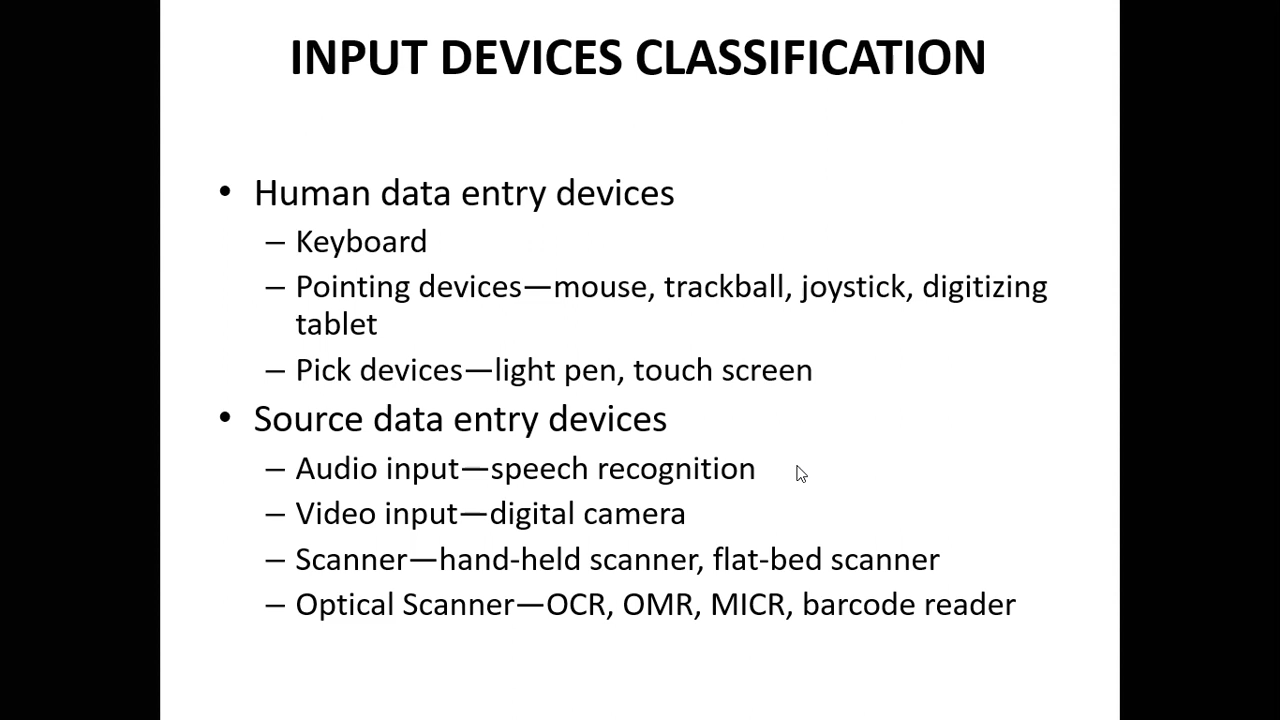 INPUT DEVICES CLASSIFICATION
• Human data entry devices
– Keyboard
– Pointing devices—mouse, trackball, joystick, digitizing
tablet
– Pick devices—light pen, touch screen
• Source data entry devices
– Audio input—speech recognition
– Video input—digital camera
– Scanner—hand-held scanner, flat-bed scanner
– Optical Scanner—OCR, OMR, MICR, barcode reader